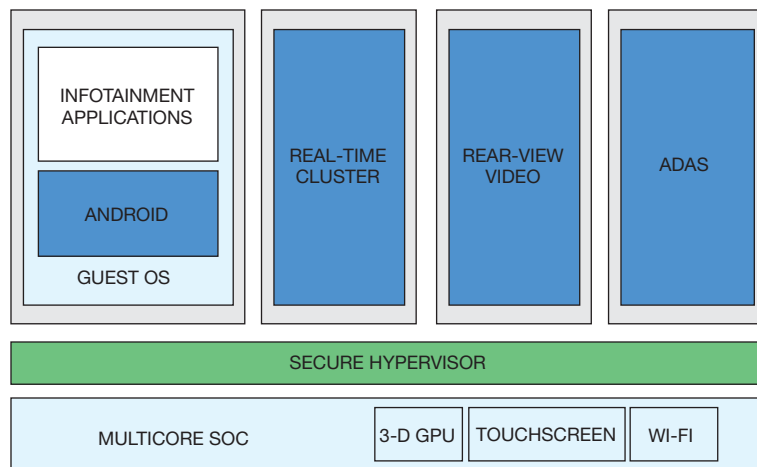 INFOTAINMENT
APPLICATIONS
ANDROID
GUEST OS
REAL-TIME
CLUSTER
REAR-VIEW
VIDEO
ADAS
SECURE HYPERVISOR
MULTICORE SOC
3-D GPU
TOUCHSCREEN
WI-FI